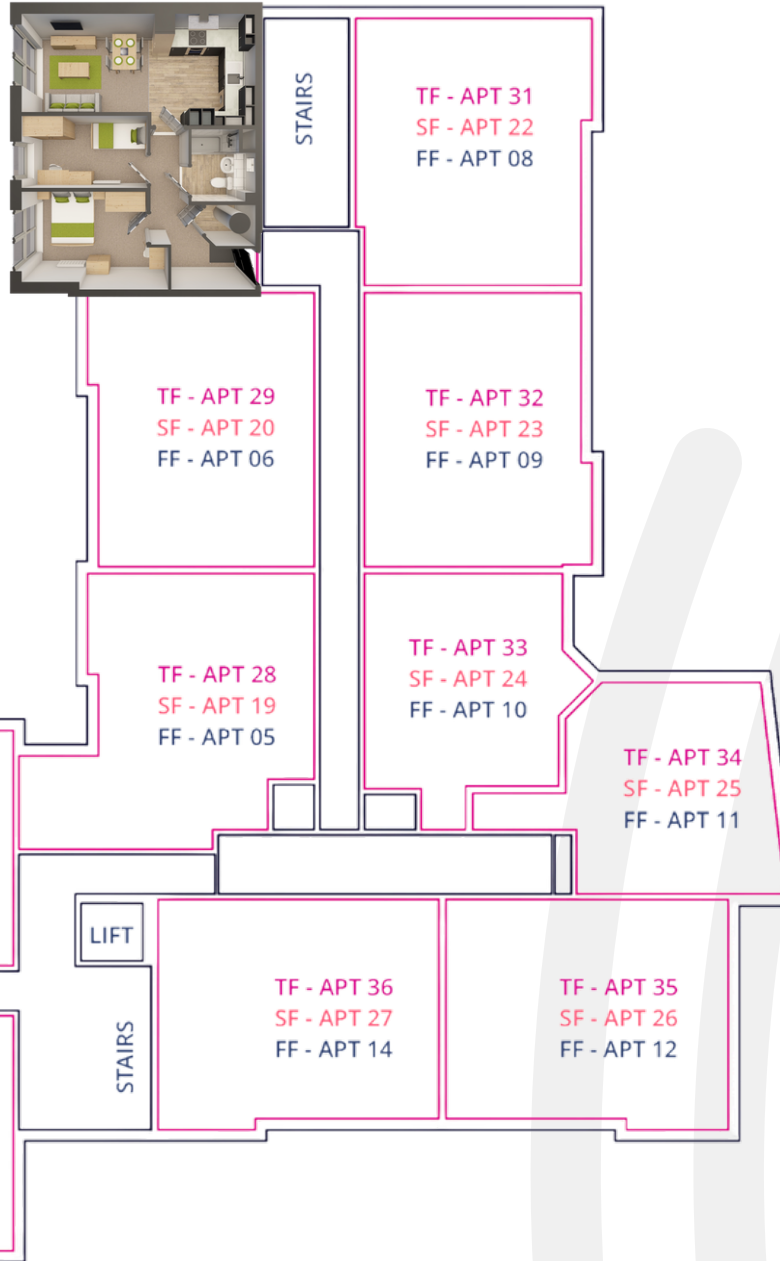 STAIRS
TF - APT 31
SF - APT 22
FF - APT 08
TF - APT 29
SF - APT 20
FF - APT 06
TF - APT 32
SF - APT 23
FF - APT 09
TF - APT 28
SF - APT 19
FF - APT 05
TF - APT 33
SF - APT 24
FF - APT 10
TF - APT 34
SF - APT 25
FF - APT 11
LIFT
STAIRS
TF - APT 36
SF - APT 27
FF - APT 14
TF - APT 35
SF - APT 26
FF - APT 12